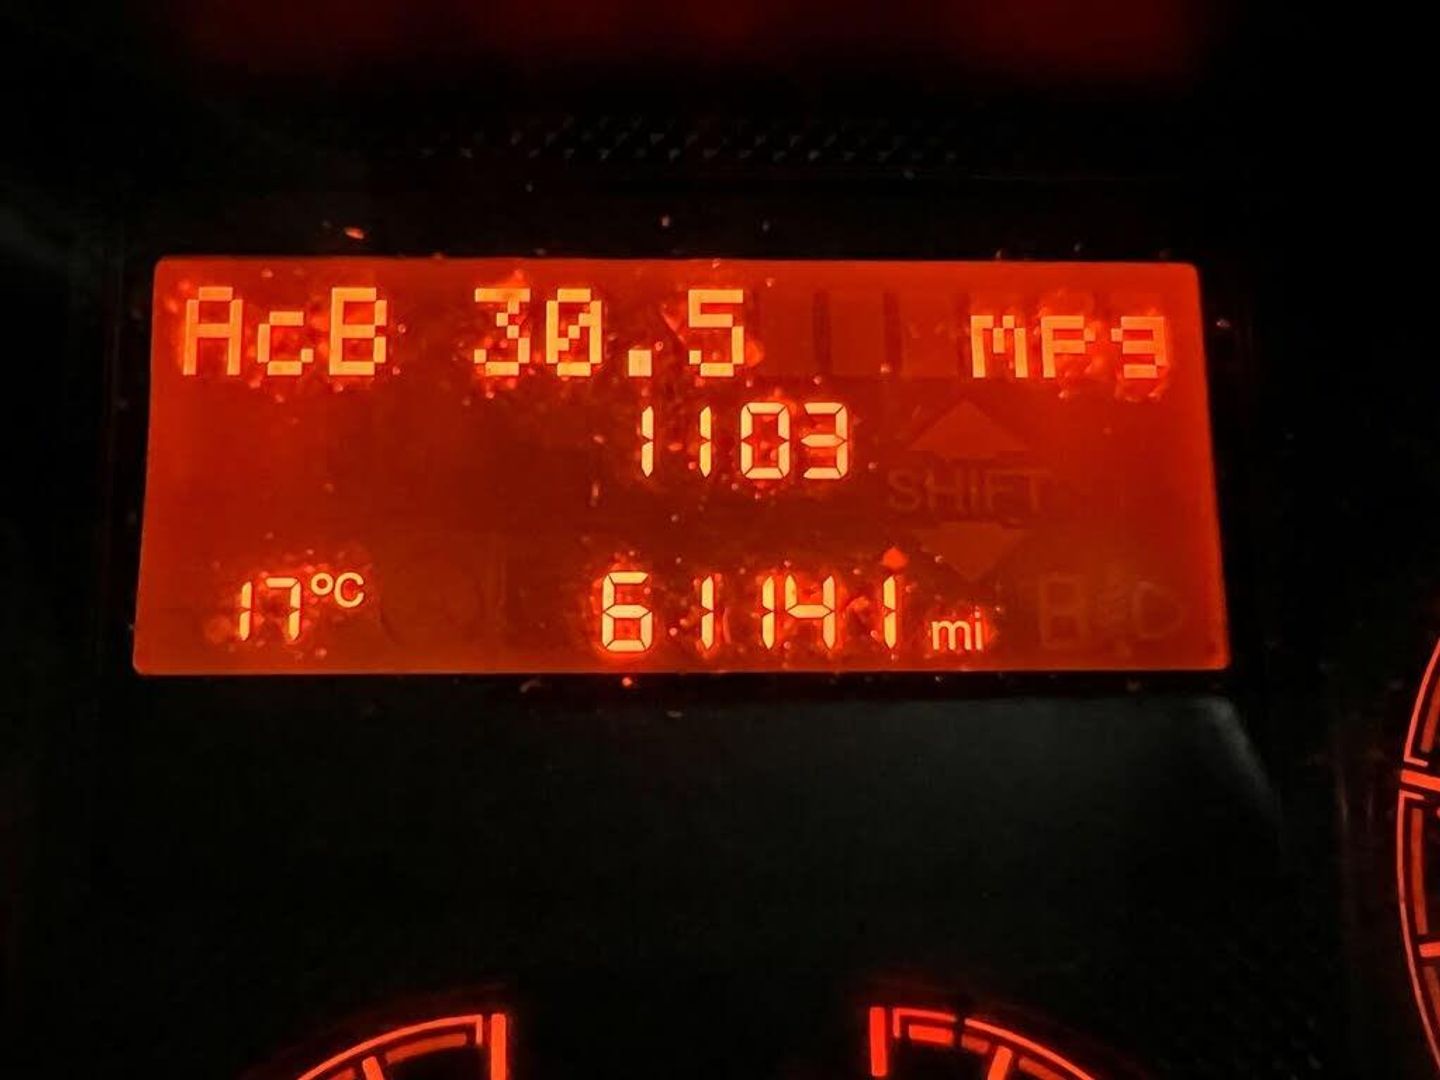 AcB 30.5 mpg
1103
SHIFT
17°C 61141 mi